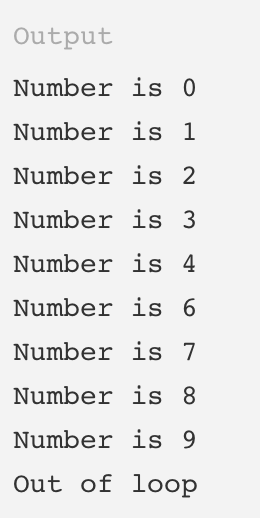 Output
Number is 0
Number is 1
Number is 2
Number is 3
Number is 4
Number is 6
Number is 7
Number is 8
Number is 9
Out of loop